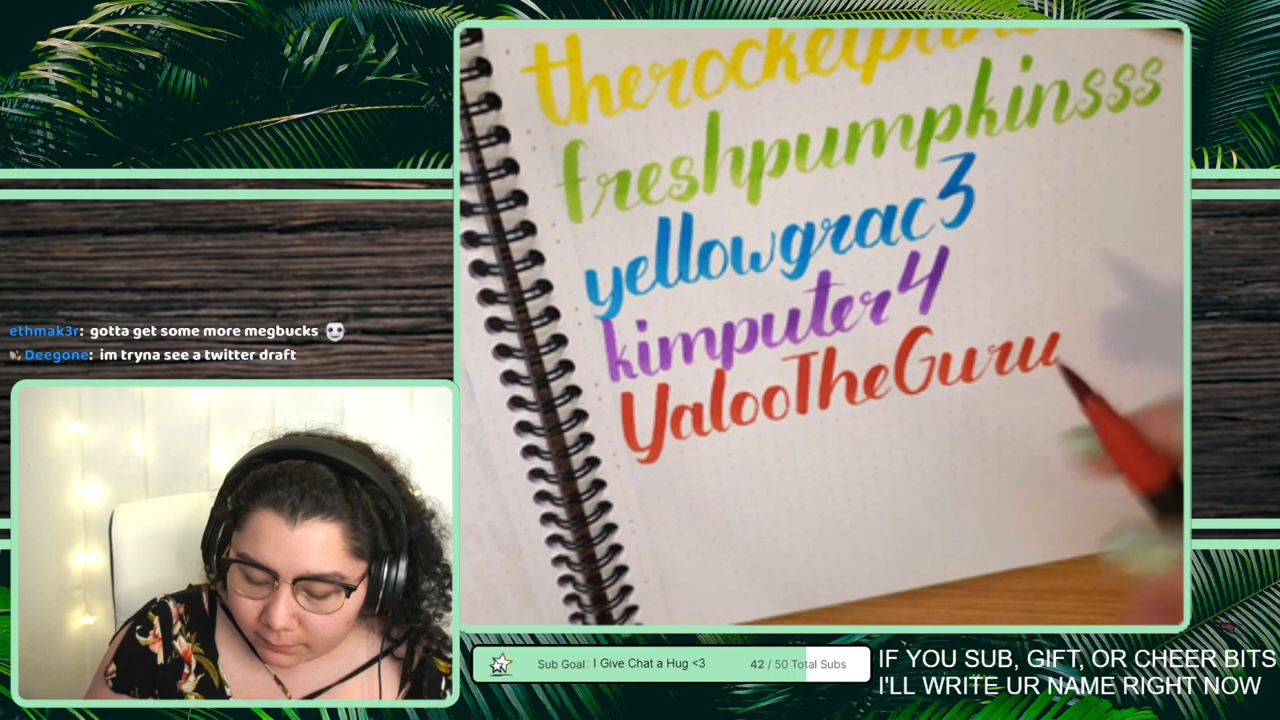 freshpumpkinsss
yellowgrac3
kimputer4
YalooTheGuru
ethmak3r: gotta get some more megbucks
Deegone: im tryna see a twitter draft
Sub Goal: I Give Chat a Hug <3 42 / 50 Total Subs
IF YOU SUB, GIFT, OR CHEER BITS
I'LL WRITE UR NAME RIGHT NOW